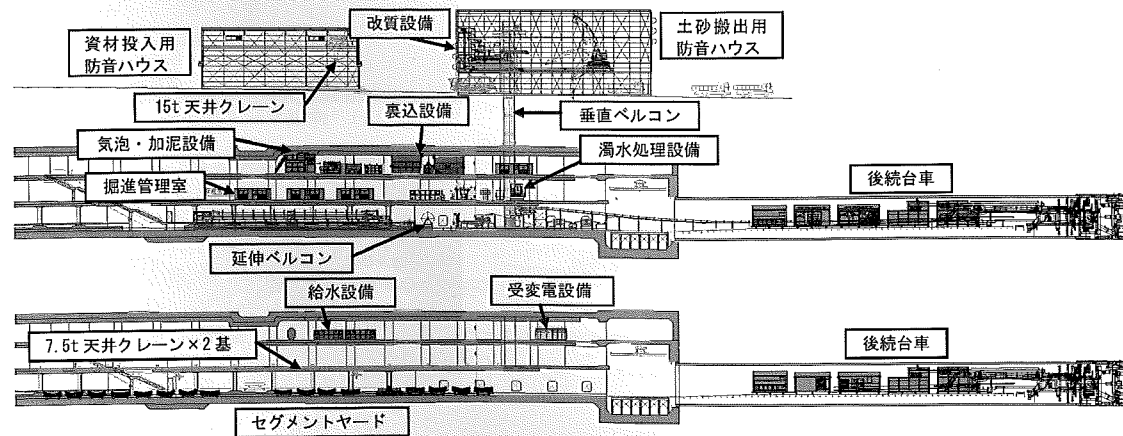 資材投入用
防音ハウス
改質設備
土砂搬出用
防音ハウス
15t 天井クレーン
裏込設備
垂直ベルコン
気泡・加泥設備
濁水処理設備
掘進管理室
後続台車
延伸ベルコン
給水設備
受変電設備
7.5t 天井クレーン×2基
後続台車
セグメントヤード